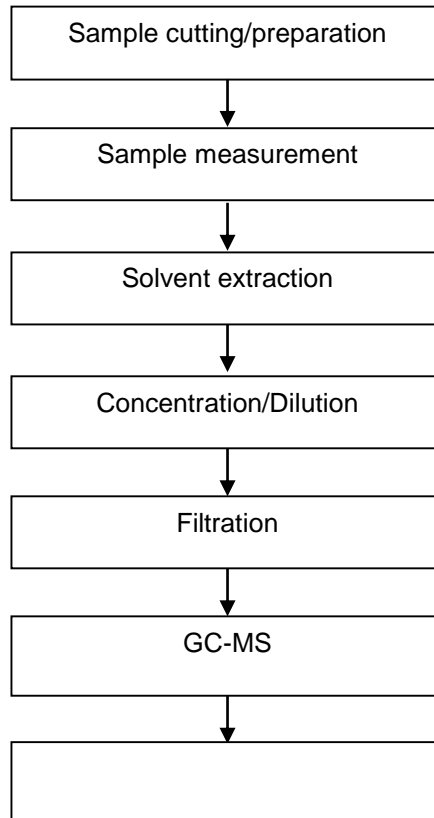 Sample cutting/preparation
Sample measurement
Solvent extraction
Concentration/Dilution
Filtration
GC-MS